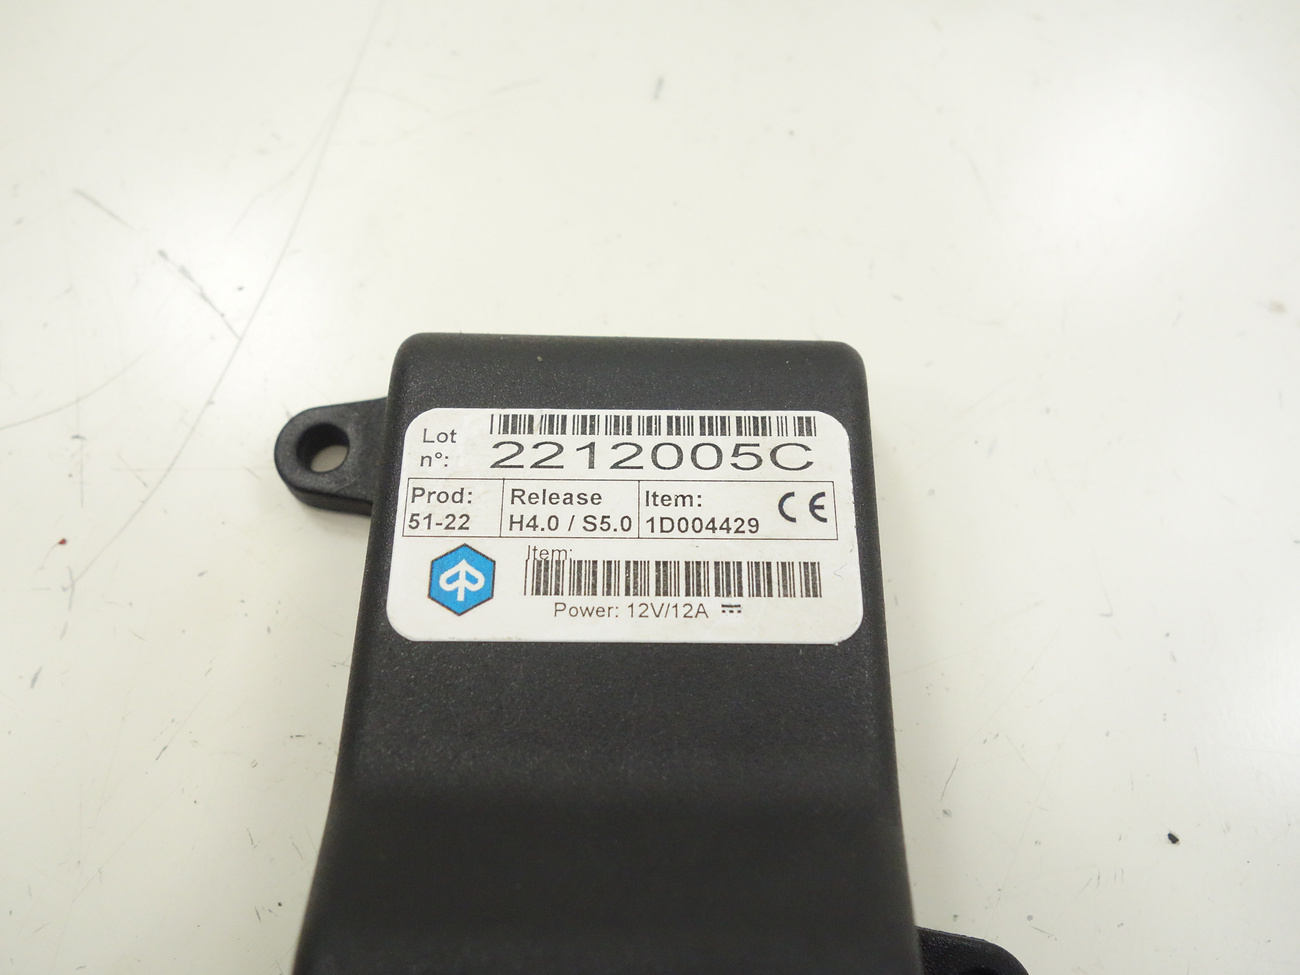 Lot
n°:
2212005C
Prod:
51-22
Release
H4.0 / S5.0
Item:
1D004429
CE
Item:
Power: 12V/12A